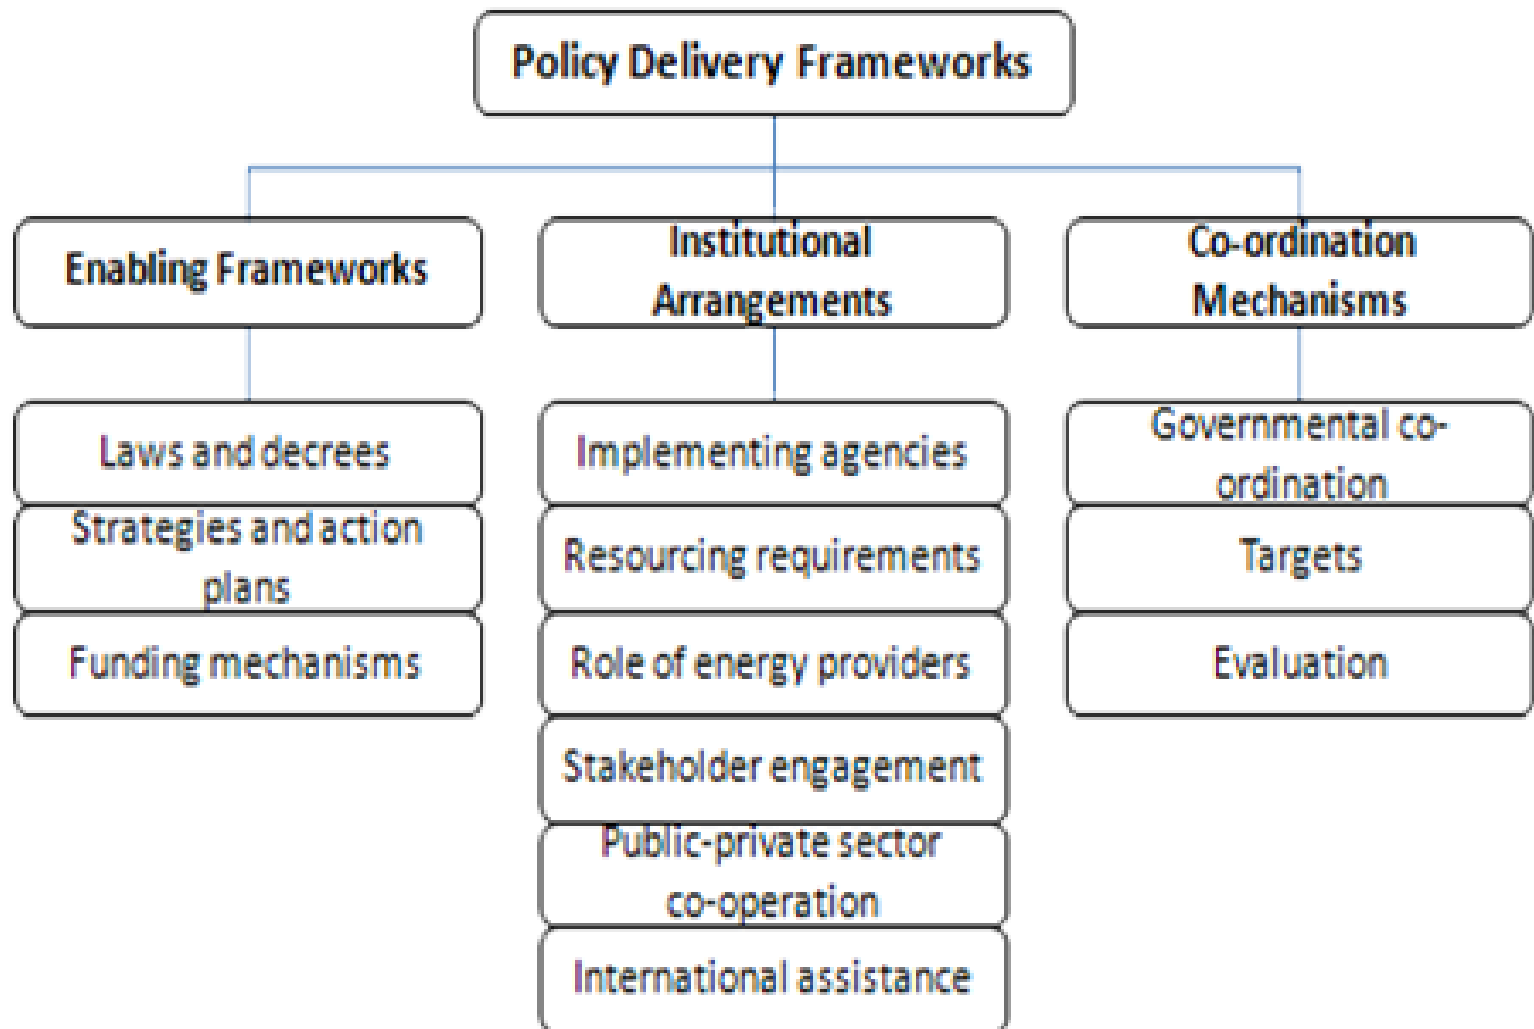 Policy Delivery Frameworks
Enabling Frameworks
Laws and decrees
Strategies and action
plans
Funding mechanisms
Institutional
Arrangements
Implementing agencies
Resourcing requirements
Role of energy providers
Stakeholder engagement
Public-private sector
co-operation
International assistance
Co-ordination
Mechanisms
Governmental co-
ordination
Targets
Evaluation